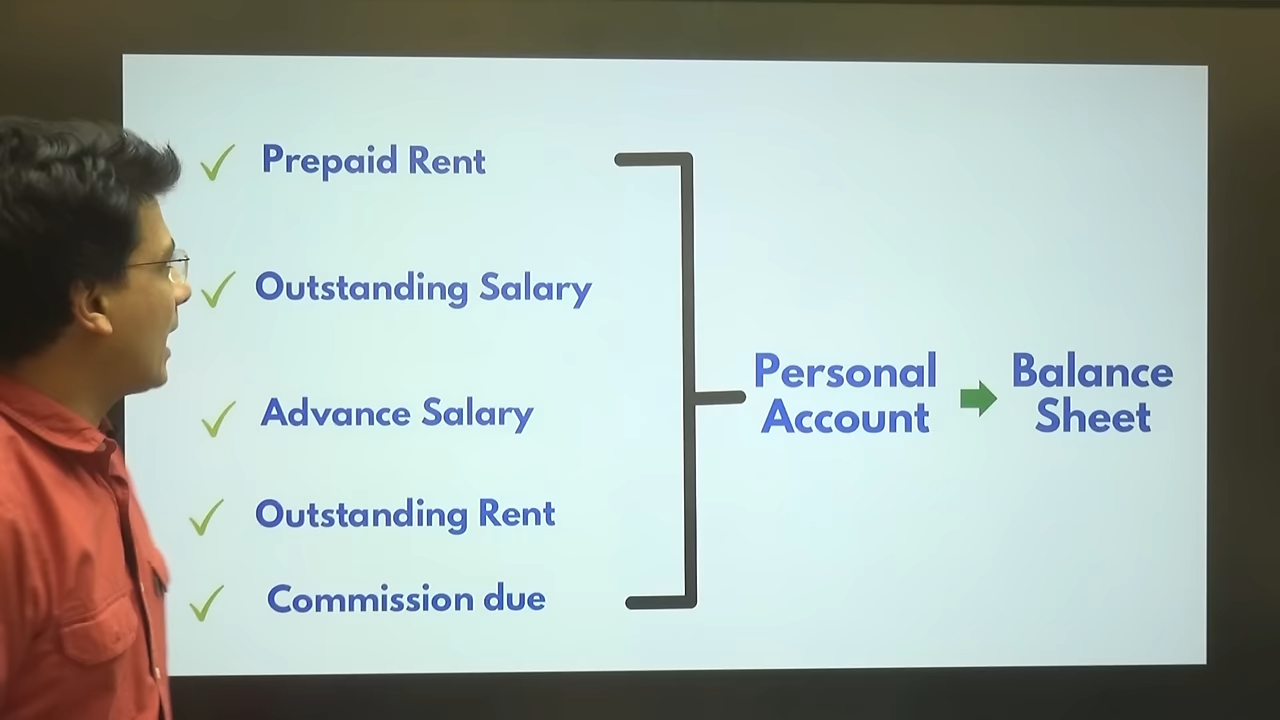 Prepaid Rent
Outstanding Salary
Advance Salary
Outstanding Rent
Commission due
Personal
Account
Balance
Sheet